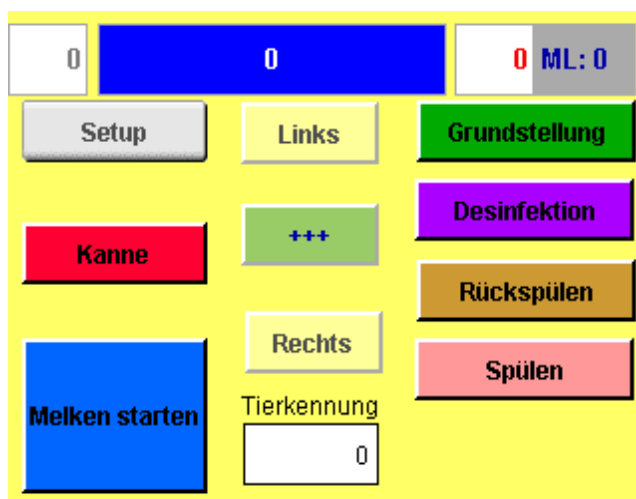 0 0 0 ML: 0
Setup Links Grundstellung
Kanne +++ Desinfektion
Rückspülen
Rechts
Spülen
Melken starten
Tierkennung
0